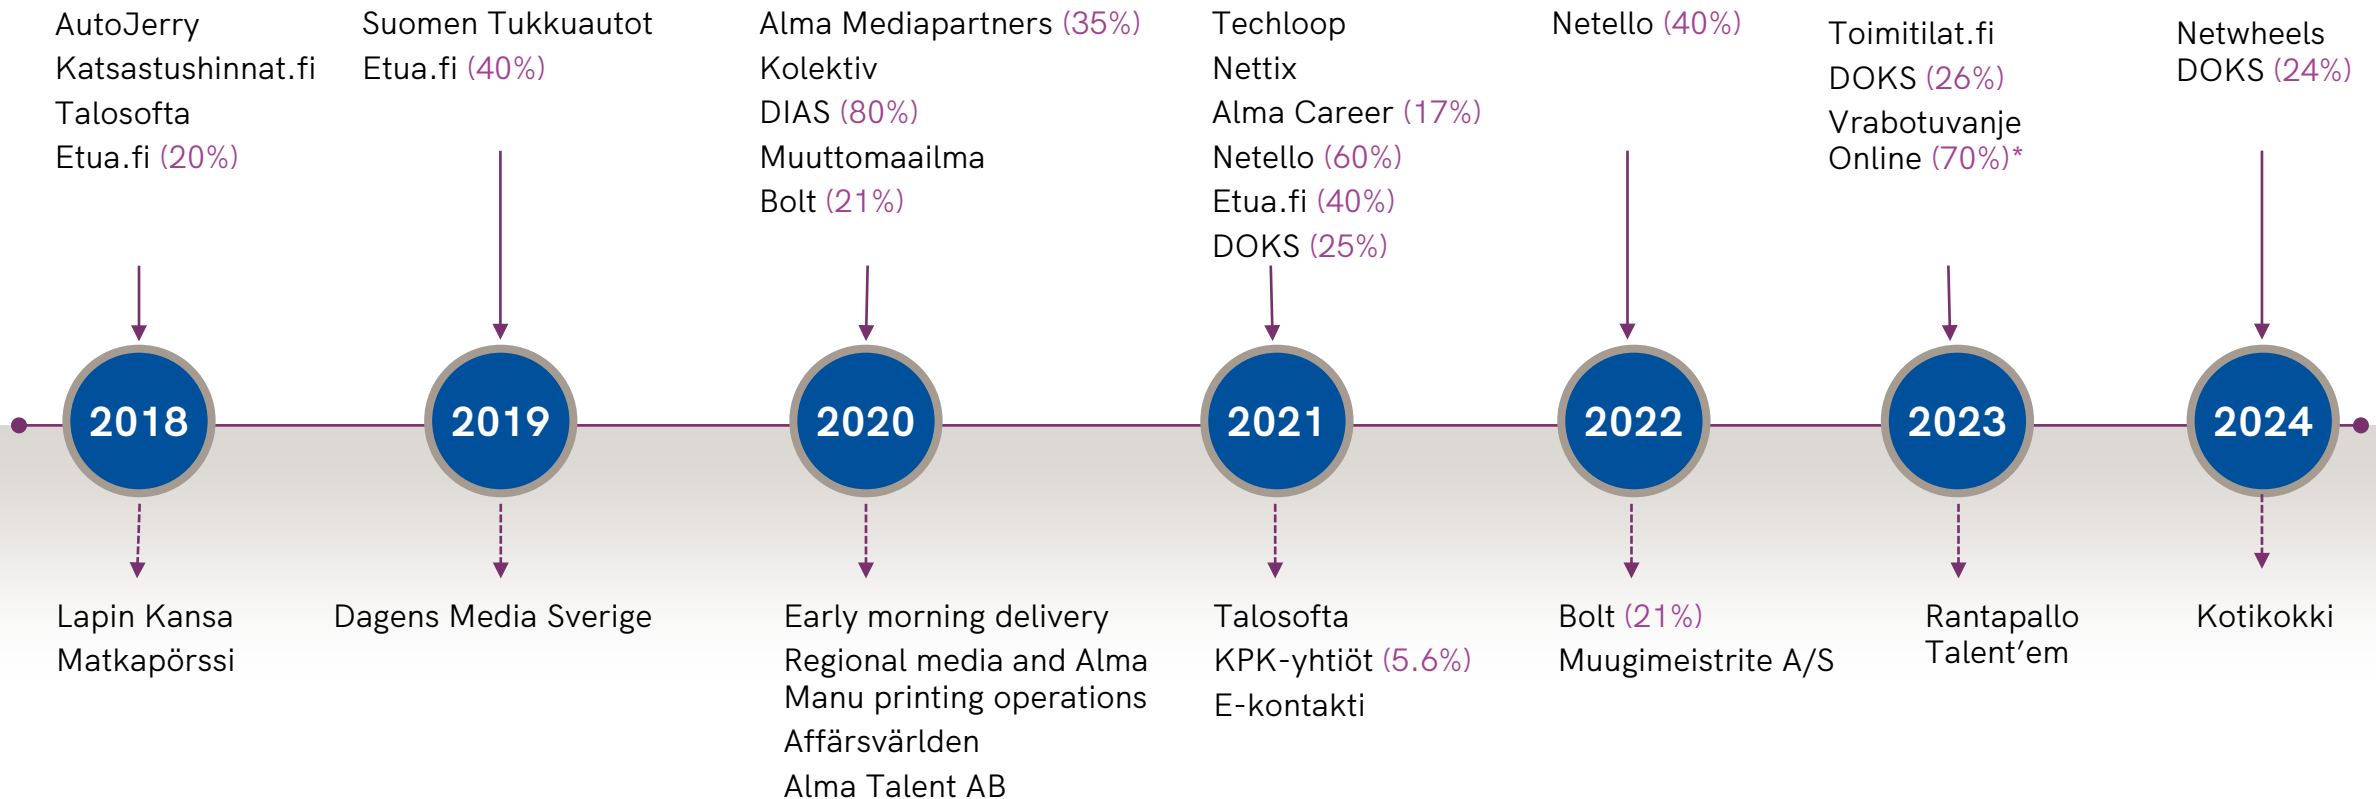 AutoJerry
Katsastushinnat.fi
Talosofta
Etua.fi (20%)
Suomen Tukkuautot
Etua.fi (40%)
Alma Mediapartners (35%)
Kolektiv
DIAS (80%)
Muuttomaailma
Bolt (21%)
Techloop
Nettix
Alma Career (17%)
Netello (60%)
Etua.fi (40%)
DOKS (25%)
Netello (40%)
Toimitilat.fi
DOKS (26%)
Vrabotuvanje
Online (70%)*
Netwheels
DOKS (24%)
2018
2019
2020
2021
2022
2023
2024
Lapin Kansa
Matkapörssi
Dagens Media Sverige
Early morning delivery
Regional media and Alma
Manu printing operations
Affärsvärlden
Alma Talent AB
Talosofta
KPK-yhtiöt (5.6%)
E-kontakti
Bolt (21%)
Muugimeistrite A/S
Rantapallo
Talent’em
Kotikokki